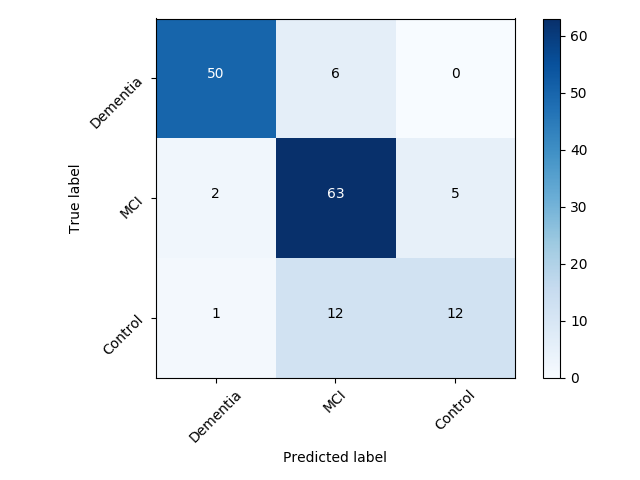 50 6 0
2 63 5
1 12 12
Dementia
MCI
Control
True label
Dementia
MCI
Control
Predicted label
60
50
40
30
20
10
0